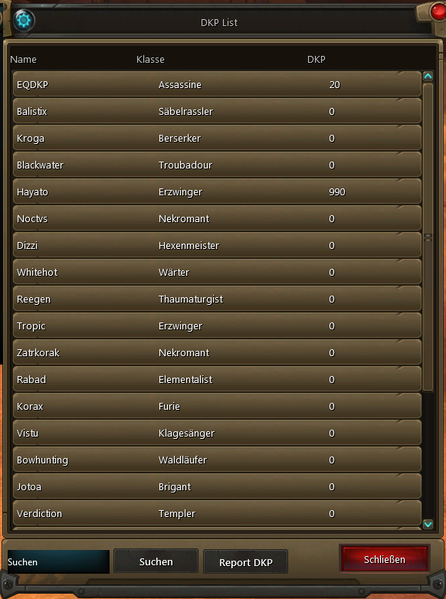 DKP List
Name Klasse DKP
EQDKP Assassine 20
Balistix Säbelrassler 0
Kroga Berserker 0
Blackwater Troubadour 0
Hayato Erzwinger 990
Noctvs Nekromant 0
Dizzi Hexenmeister 0
Whitehot Wärter 0
Reegen Thaumaturgist 0
Tropic Erzwinger 0
Zatrkorak Nekromant 0
Rabad Elementalist 0
Korax Furie 0
Vistu Klagesänger 0
Bowhunting Waldläufer 0
Jotoa Brigant 0
Verdiction Templer 0
Suchen Suchen Report DKP Schließen